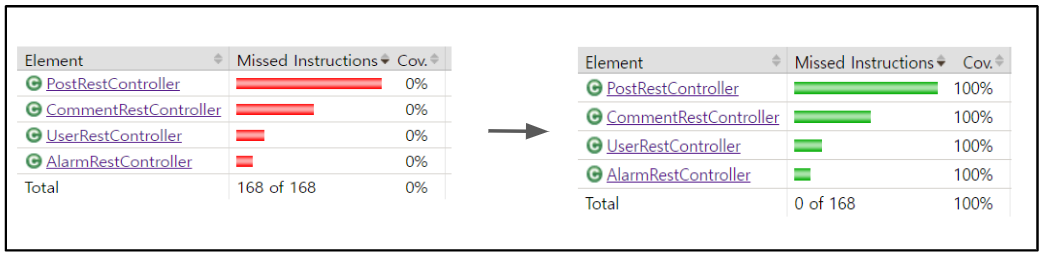 Element Missed Instructions Cov.
C PostRestController 0%
C CommentRestController 0%
C UserRestController 0%
C AlarmRestController 0%
Total 168 of 168 0%
Element Missed Instructions Cov.
C PostRestController 100%
C CommentRestController 100%
C UserRestController 100%
C AlarmRestController 100%
Total 0 of 168 100%